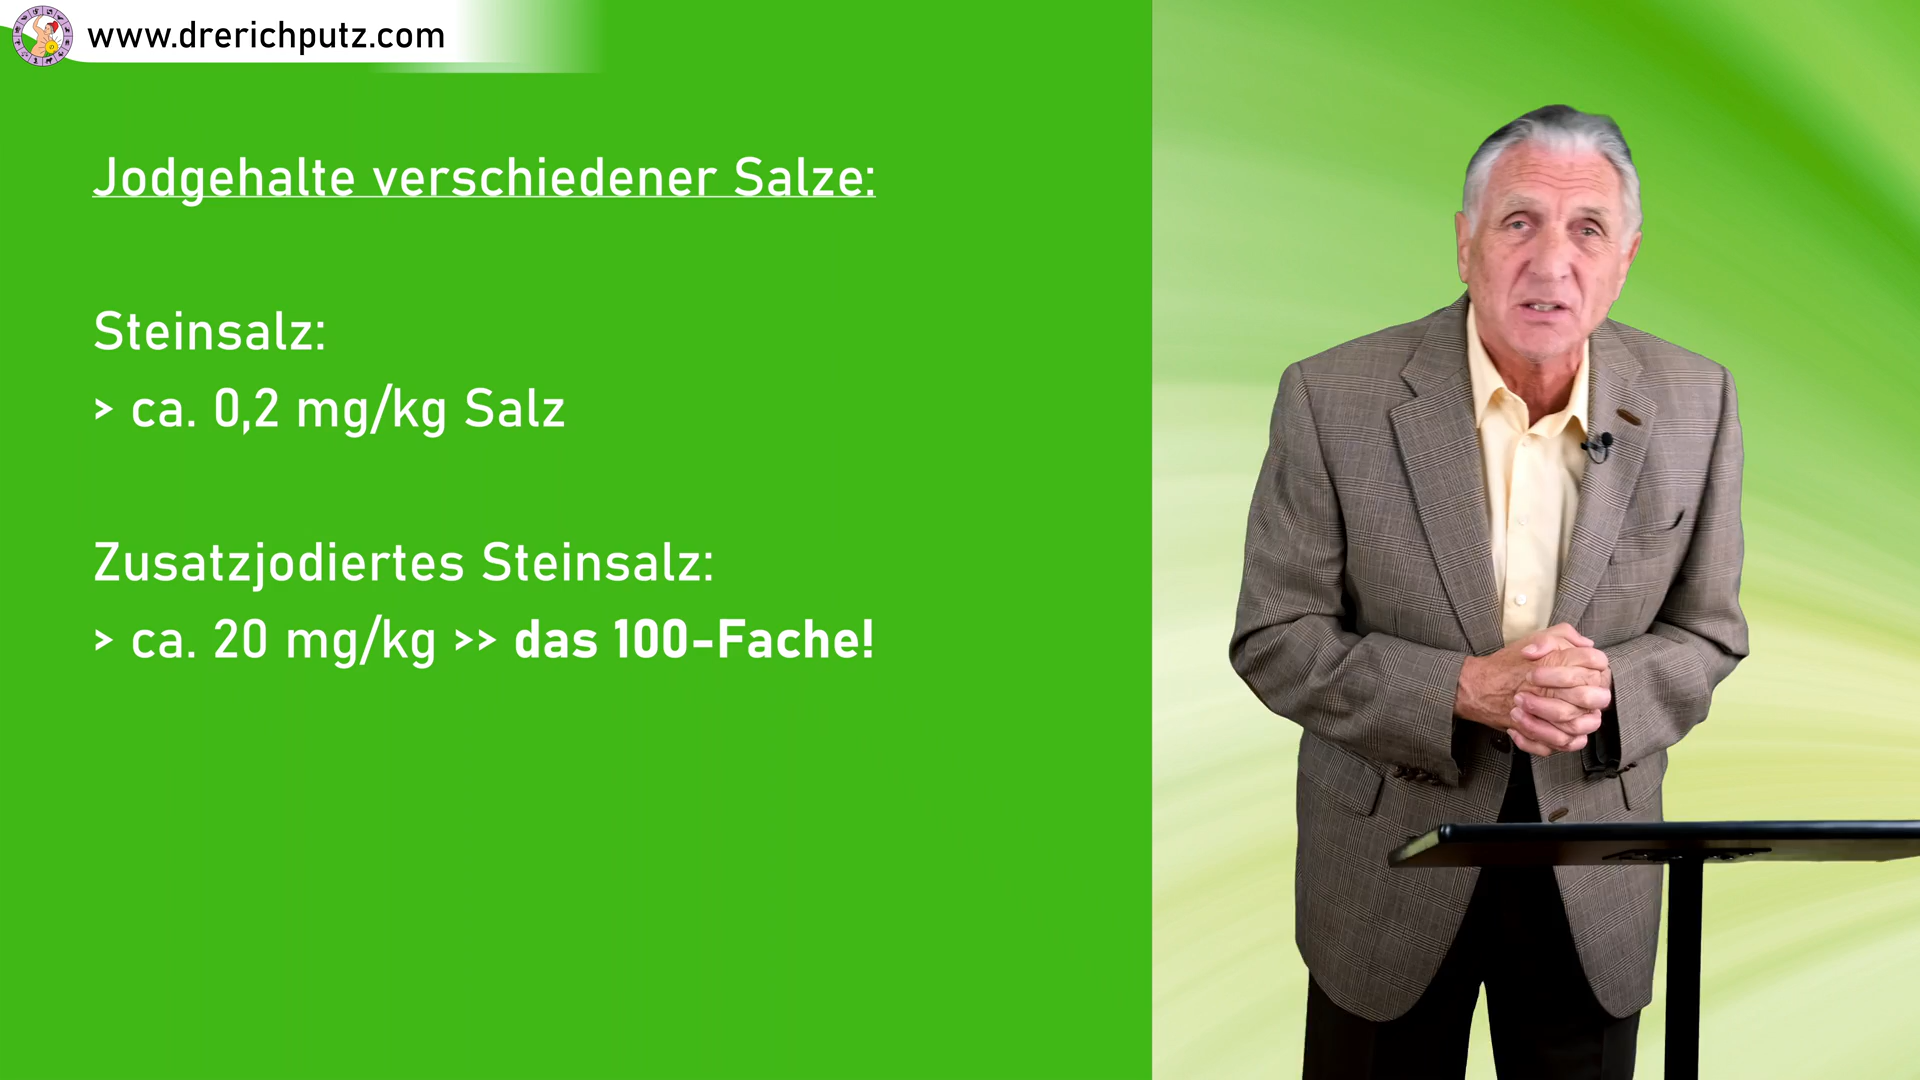 www.drerichputz.com
Jodgehalte verschiedener Salze:
Steinsalz:
> ca. 0,2 mg/kg Salz
Zusatzjodiertes Steinsalz:
> ca. 20 mg/kg >> das 100-Fache!